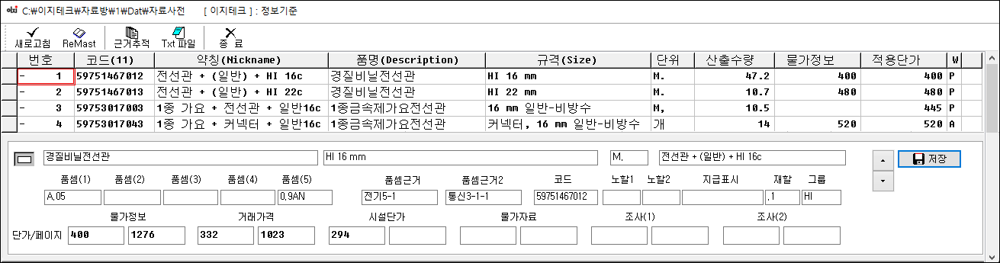 olxi C:\이지테크\자료방\1\Dat\자료사전 [ 이지테크 ] : 정보기준
새로고침 ReMast 근거추적 Txt 파일 종 료
번호 코드(11) 약칭(Nickname) 품명(Description) 규격(Size) 단위 산출수량 물가정보 적용단가 W
- 1 59751467012 전선관 + (일반) + HI 16c 경질비닐전선관 HI 16 mm M. 47.2 400 400 P
- 2 59751467013 전선관 + (일반) + HI 22c 경질비닐전선관 HI 22 mm M. 10.7 480 480 P
- 3 59753017003 1종 가요 + 전선관 + 일반16c 1종금속제가요전선관 16 mm 일반-비방수 M, 10.5 445 P
- 4 59753017043 1종 가요 + 커넥터 + 일반16c 1종금속제가요전선관 커넥터, 16 mm 일반-비방수 개 14 520 520 A
경질비닐전선관 HI 16 mm M. 전선관 + (일반) + HI 16c 저장
품셈(1) 품셈(2) 품셈(3) 품셈(4) 품셈(5) 품셈근거 품셈근거2 코드 노할1 노할2 지급표시 재할 그룹
A.05 0.9AN 전기5-1 통신3-1-1 59751467012 .1 HI
물가정보 거래가격 시설단가 물가자료 조사(1) 조사(2)
단가/페이지 400 1276 332 1023 294